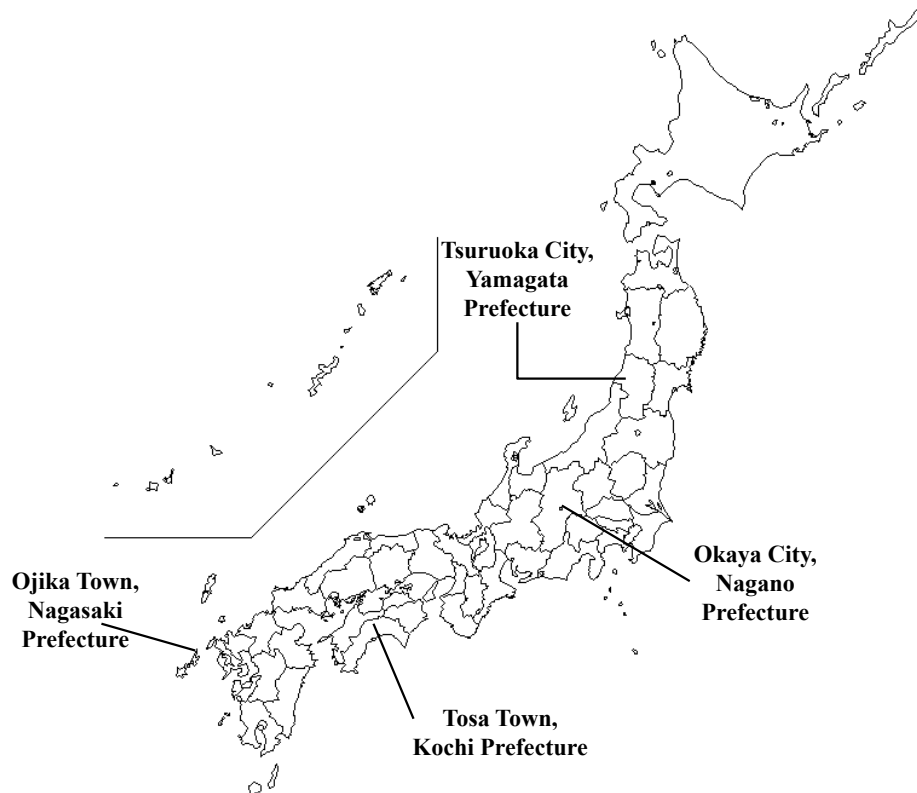 Tsuruoka City,
Yamagata
Prefecture
Okaya City,
Nagano
Prefecture
Ojika Town,
Nagasaki
Prefecture
Tosa Town,
Kochi Prefecture